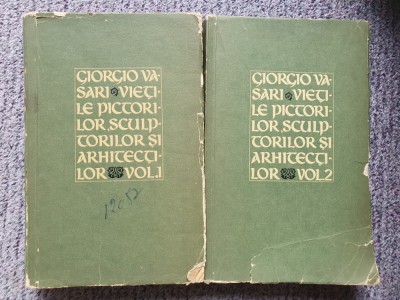 GIORGIO VA-
SARI VIEȚI-
LE PICTORI-
LOR, SCULP-
TORILOR ȘI
ARHITECȚI-
LOR VOL.1
GIORGIO VA-
SARI VIEȚI-
LE PICTORI-
LOR, SCULP-
TORILOR ȘI
ARHITECȚI-
LOR VOL.2